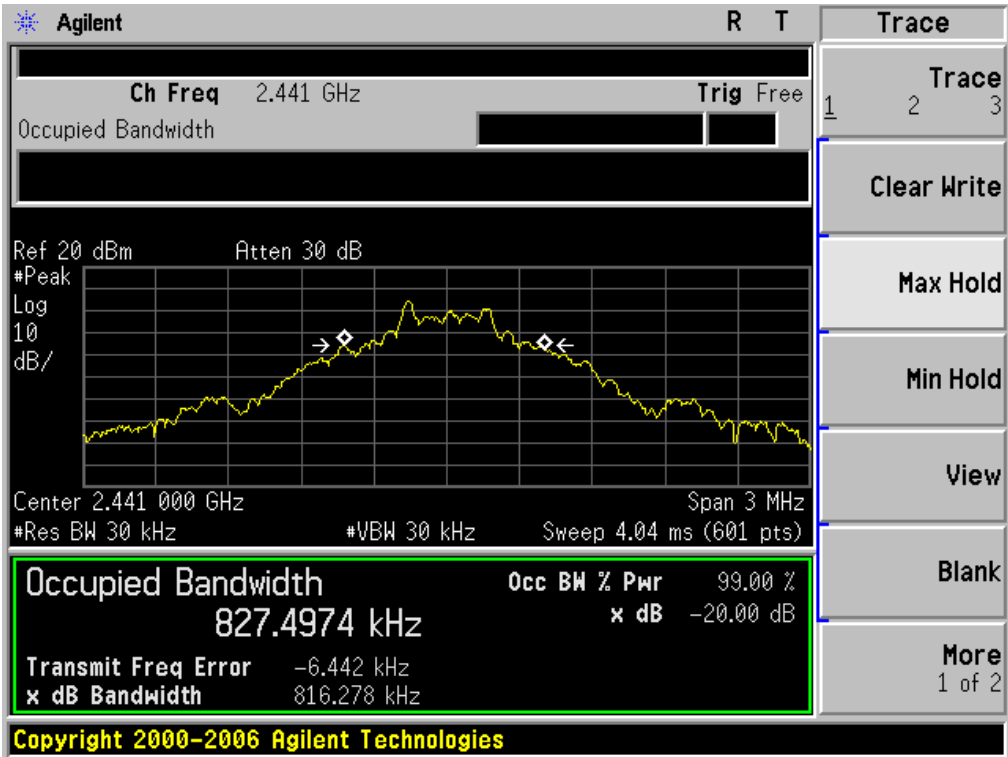 Agilent R T Trace
Ch Freq 2.441 GHz Trig Free
Occupied Bandwidth
Trace
1 2 3
Clear Write
Max Hold
Min Hold
View
Blank
More
1 of 2
Ref 20 dBm Atten 30 dB
#Peak
Log
10
dB/
Center 2.441 000 GHz Span 3 MHz
#Res BW 30 kHz #VBW 30 kHz Sweep 4.04 ms (601 pts)
Occupied Bandwidth Occ BW % Pwr 99.00 %
827.4974 kHz x dB -20.00 dB
Transmit Freq Error -6.442 kHz
x dB Bandwidth 816.278 kHz
Copyright 2000-2006 Agilent Technologies